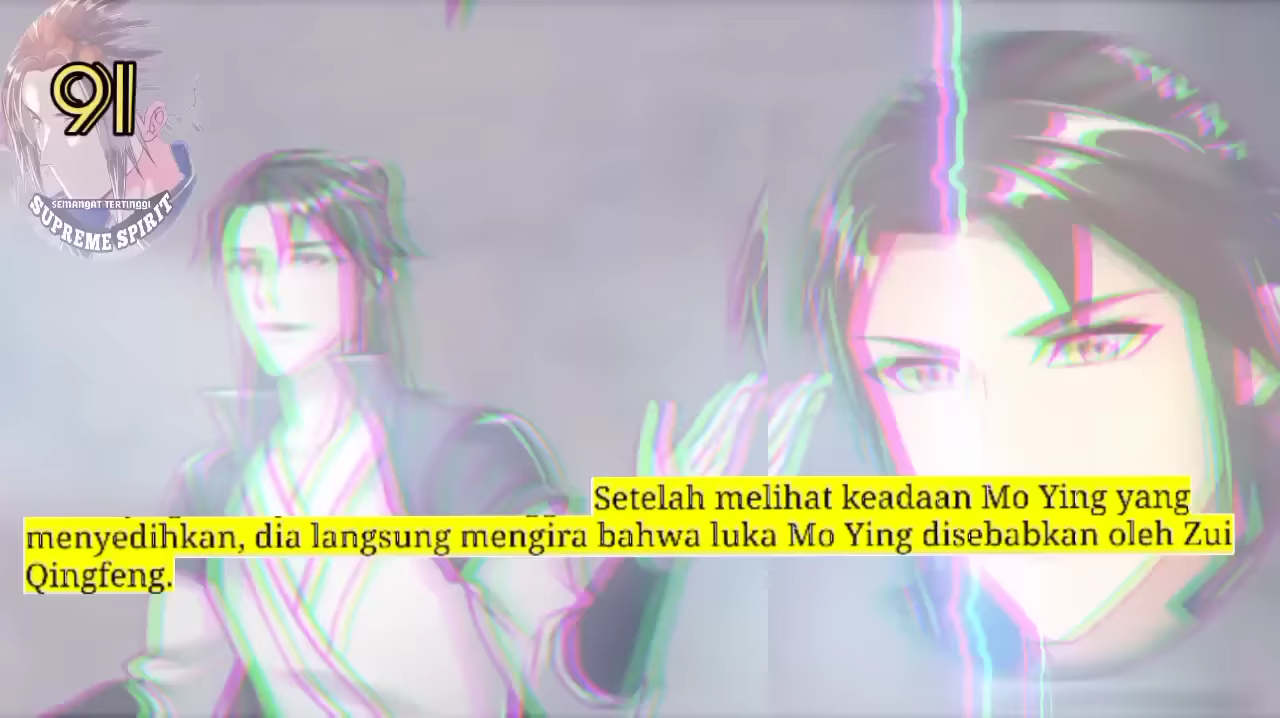 91
SEMANGAT TERTINGGI
SUPREME SPIRIT
Setelah melihat keadaan Mo Ying yang
menyedihkan, dia langsung mengira bahwa luka Mo Ying disebabkan oleh Zui
Qingfeng.